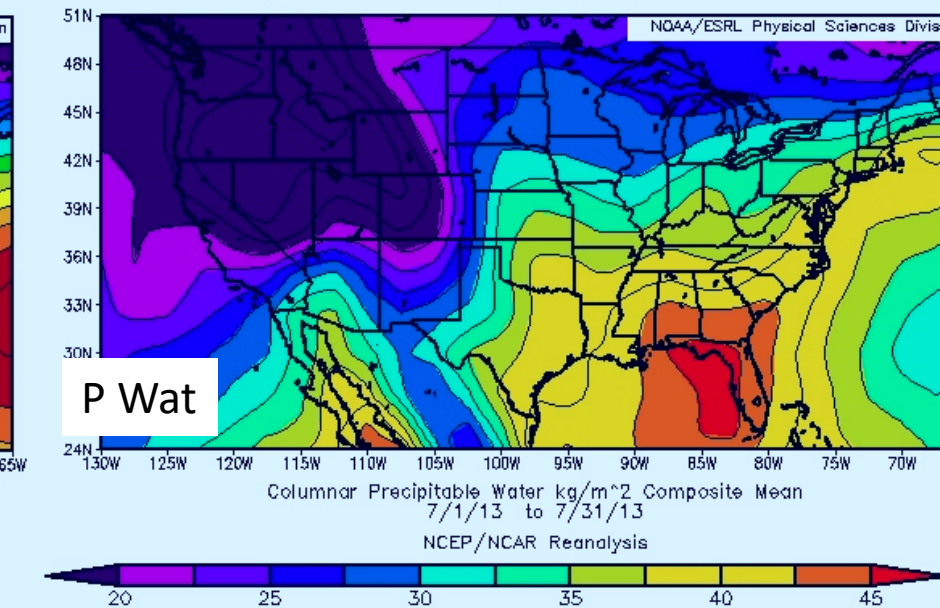 n
51N
NOAA/ESRL Physical Sciences Divis
48N
45N
42N
39N
36N
33N
30N
P Wat
24N
65W
130W 125W 120W 115W 110W 105W 100W 95W 90W 85W 80W 75W 70W
Columnar Precipitable Water kg/m^2 Composite Mean
7/1/13 to 7/31/13
NCEP/NCAR Reanalysis
20 25 30 35 40 45